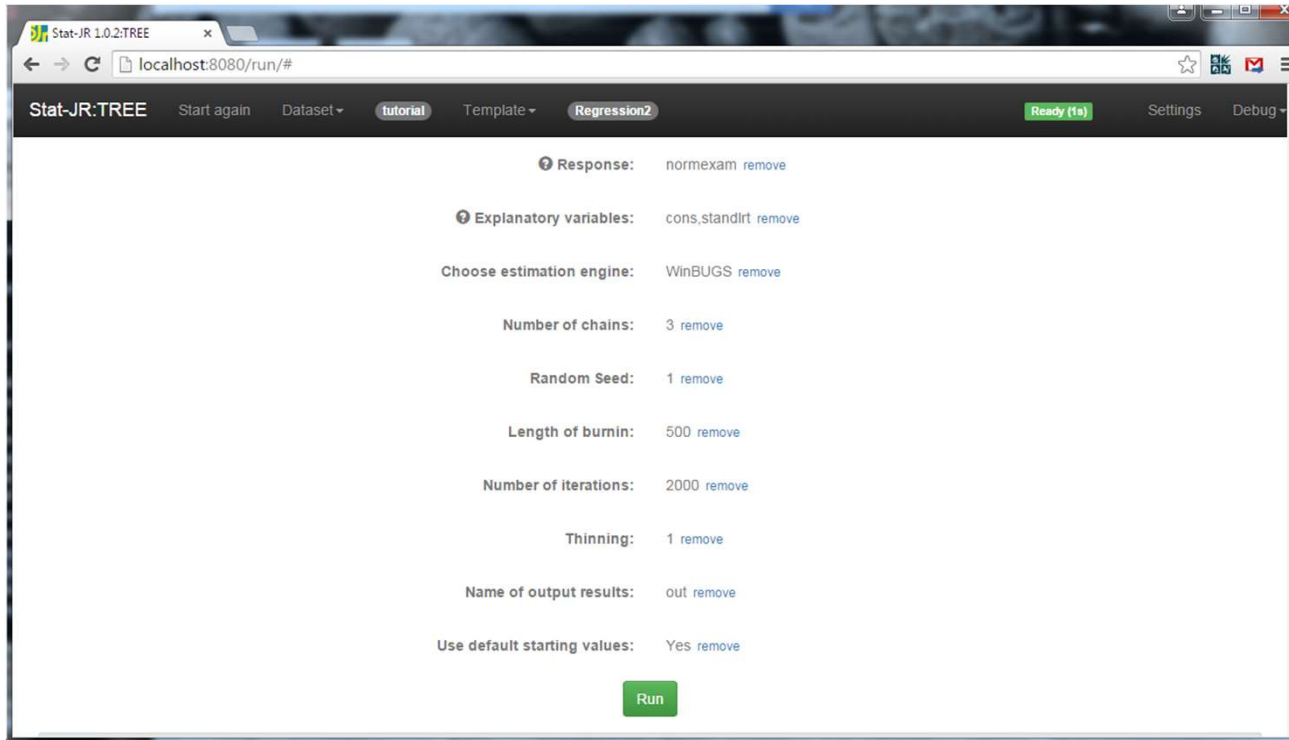 Stat-JR 1.0.2:TREE
localhost:8080/run/#
Stat-JR:TREE Start again Dataset tutorial Template Regression2 Ready (1s) Settings Debug
Response: normexam remove
Explanatory variables: cons,standlrt remove
Choose estimation engine: WinBUGS remove
Number of chains: 3 remove
Random Seed: 1 remove
Length of burnin: 500 remove
Number of iterations: 2000 remove
Thinning: 1 remove
Name of output results: out remove
Use default starting values: Yes remove
Run